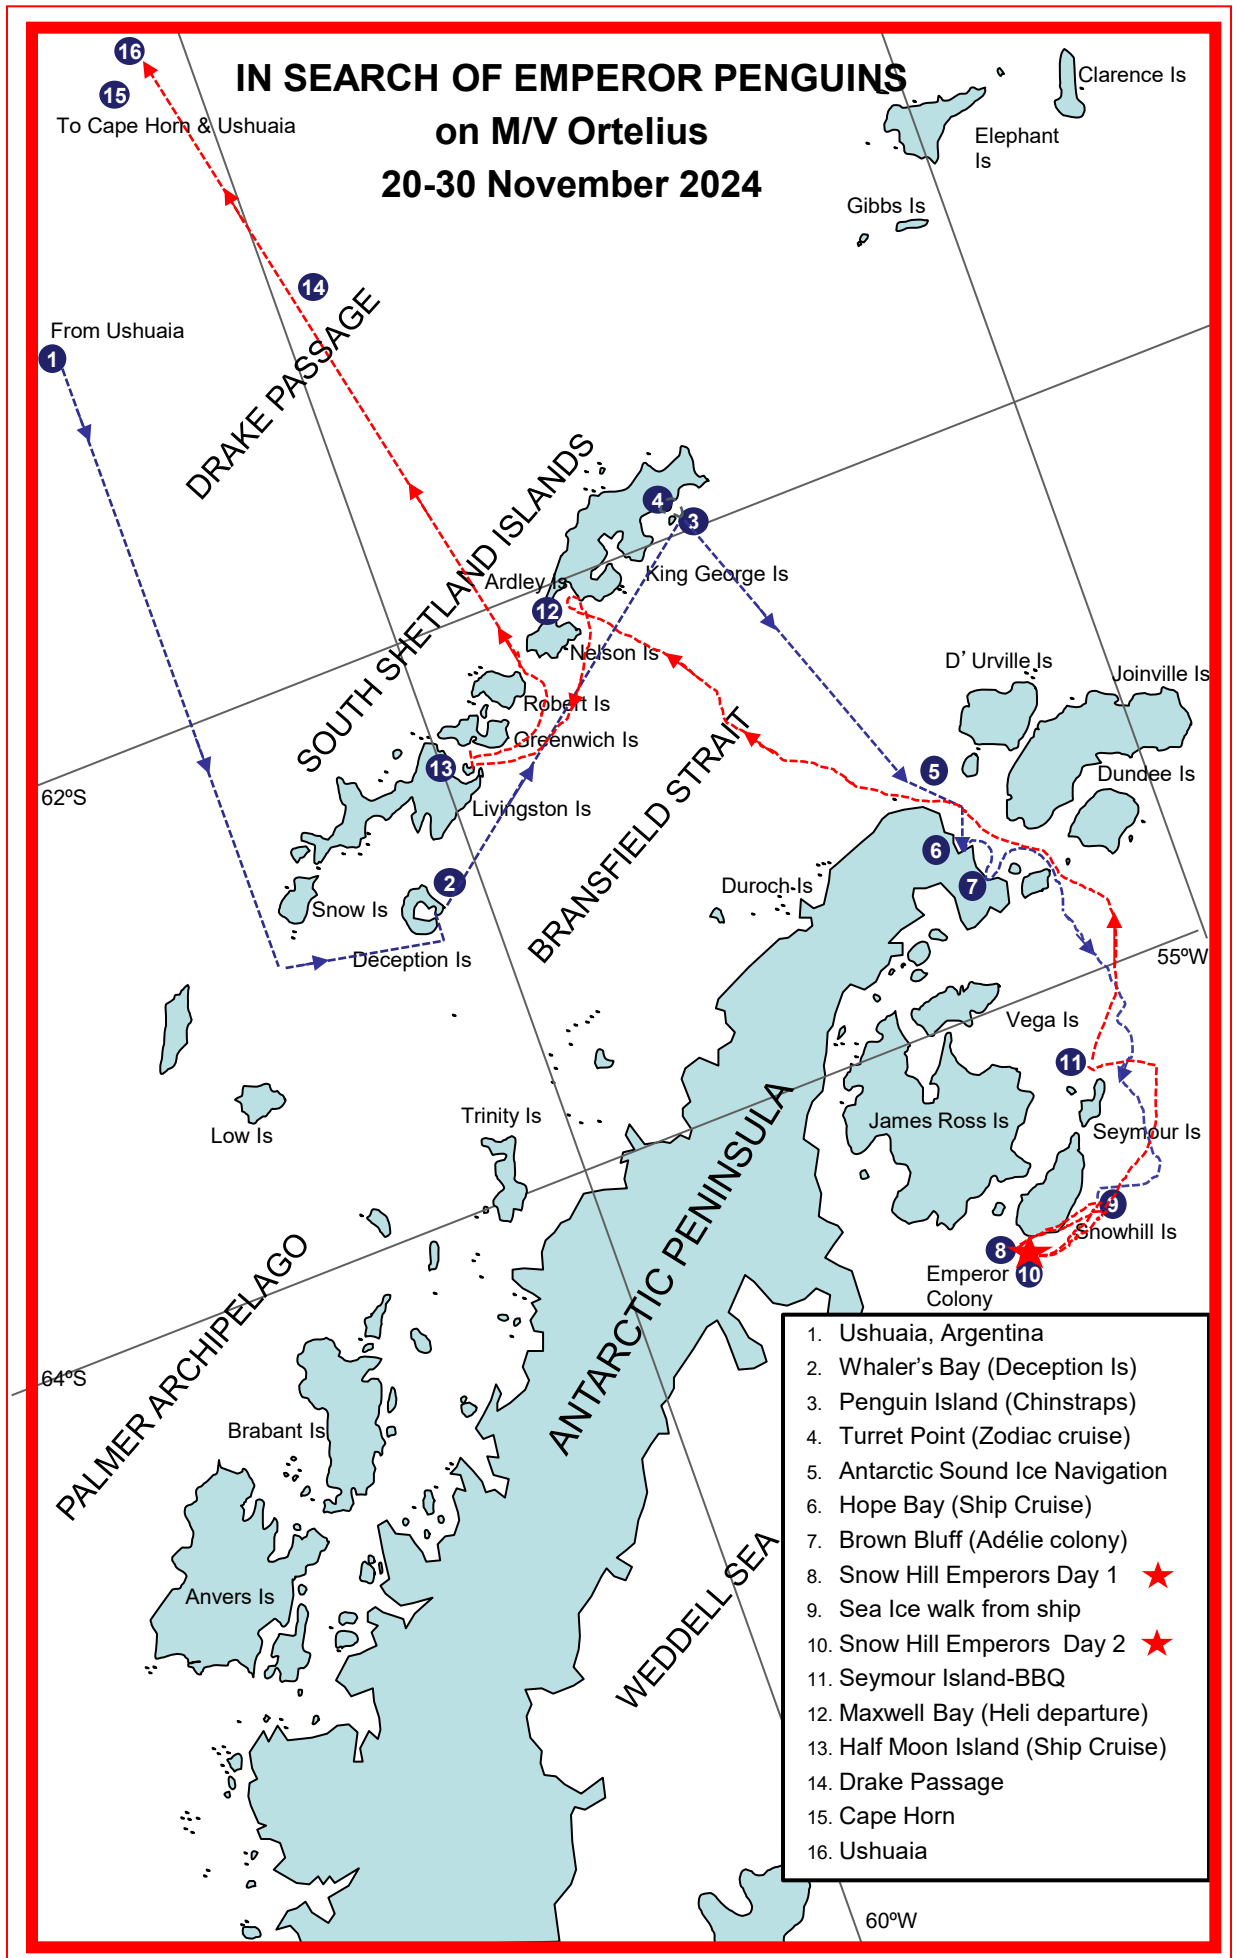 IN SEARCH OF EMPEROR PENGUINS
on M/V Ortelius
20-30 November 2024
16
15
To Cape Horn & Ushuaia
Clarence Is
Elephant
Is
Gibbs Is
14
From Ushuaia
1
DRAKE PASSAGE
SOUTH SHETLAND ISLANDS
4
3
King George Is
Ardley Is
12
Nelson Is
Robert Is
Greenwich Is
13
Livingston Is
62ºS
2
Snow Is
Deception Is
BRANSFIELD STRAIT
D’ Urville Is
Joinville Is
Dundee Is
5
6
7
Duroch Is
55ºW
Vega Is
11
James Ross Is
Seymour Is
9
Snowhill Is
8
10
Emperor
Colony
Low Is
Trinity Is
ANTARCTIC PENINSULA
PALMER ARCHIPELAGO
64ºS
Brabant Is
Anvers Is
WEDDELL SEA
60ºW
1. Ushuaia, Argentina
2. Whaler’s Bay (Deception Is)
3. Penguin Island (Chinstraps)
4. Turret Point (Zodiac cruise)
5. Antarctic Sound Ice Navigation
6. Hope Bay (Ship Cruise)
7. Brown Bluff (Adélie colony)
8. Snow Hill Emperors Day 1
9. Sea Ice walk from ship
10. Snow Hill Emperors Day 2
11. Seymour Island-BBQ
12. Maxwell Bay (Heli departure)
13. Half Moon Island (Ship Cruise)
14. Drake Passage
15. Cape Horn
16. Ushuaia